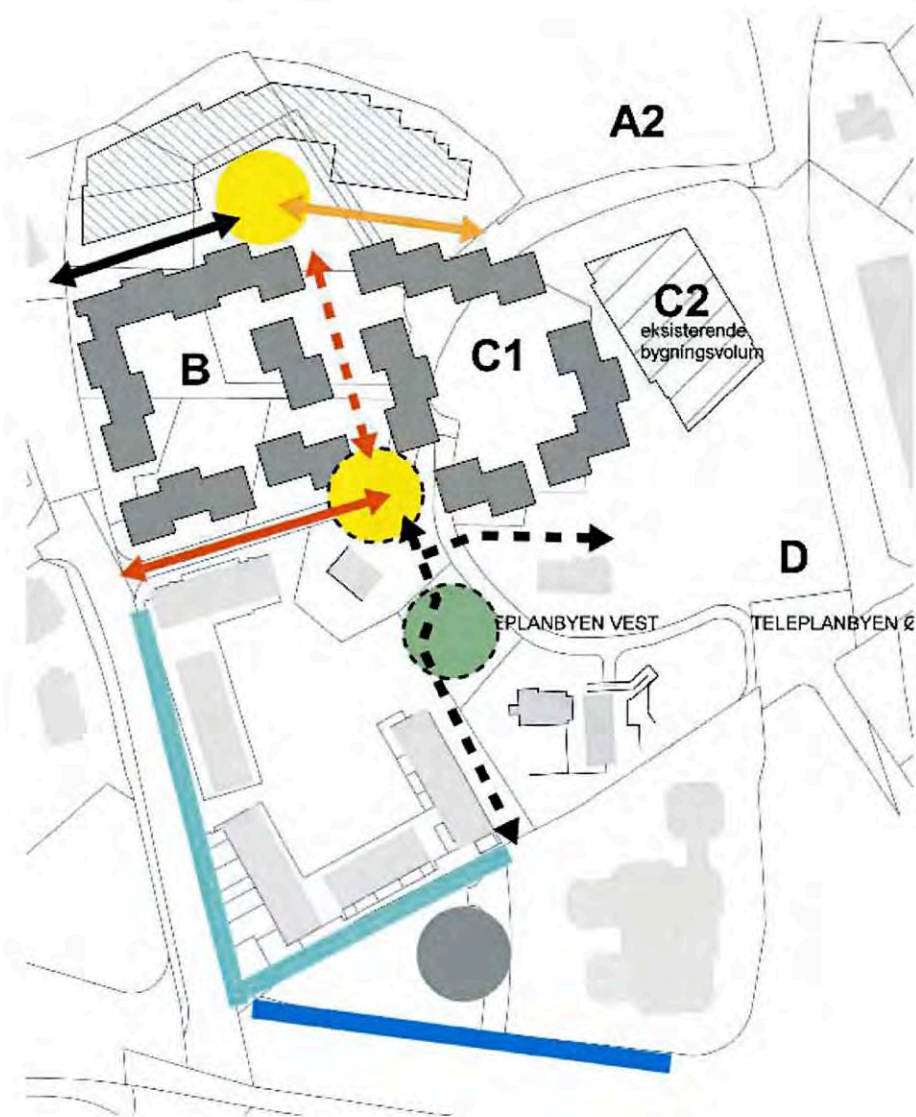 A2
C2
eksisterende
bygningsvolum
B
C1
D
EPLANBYEN VEST
TELEPLANBYEN